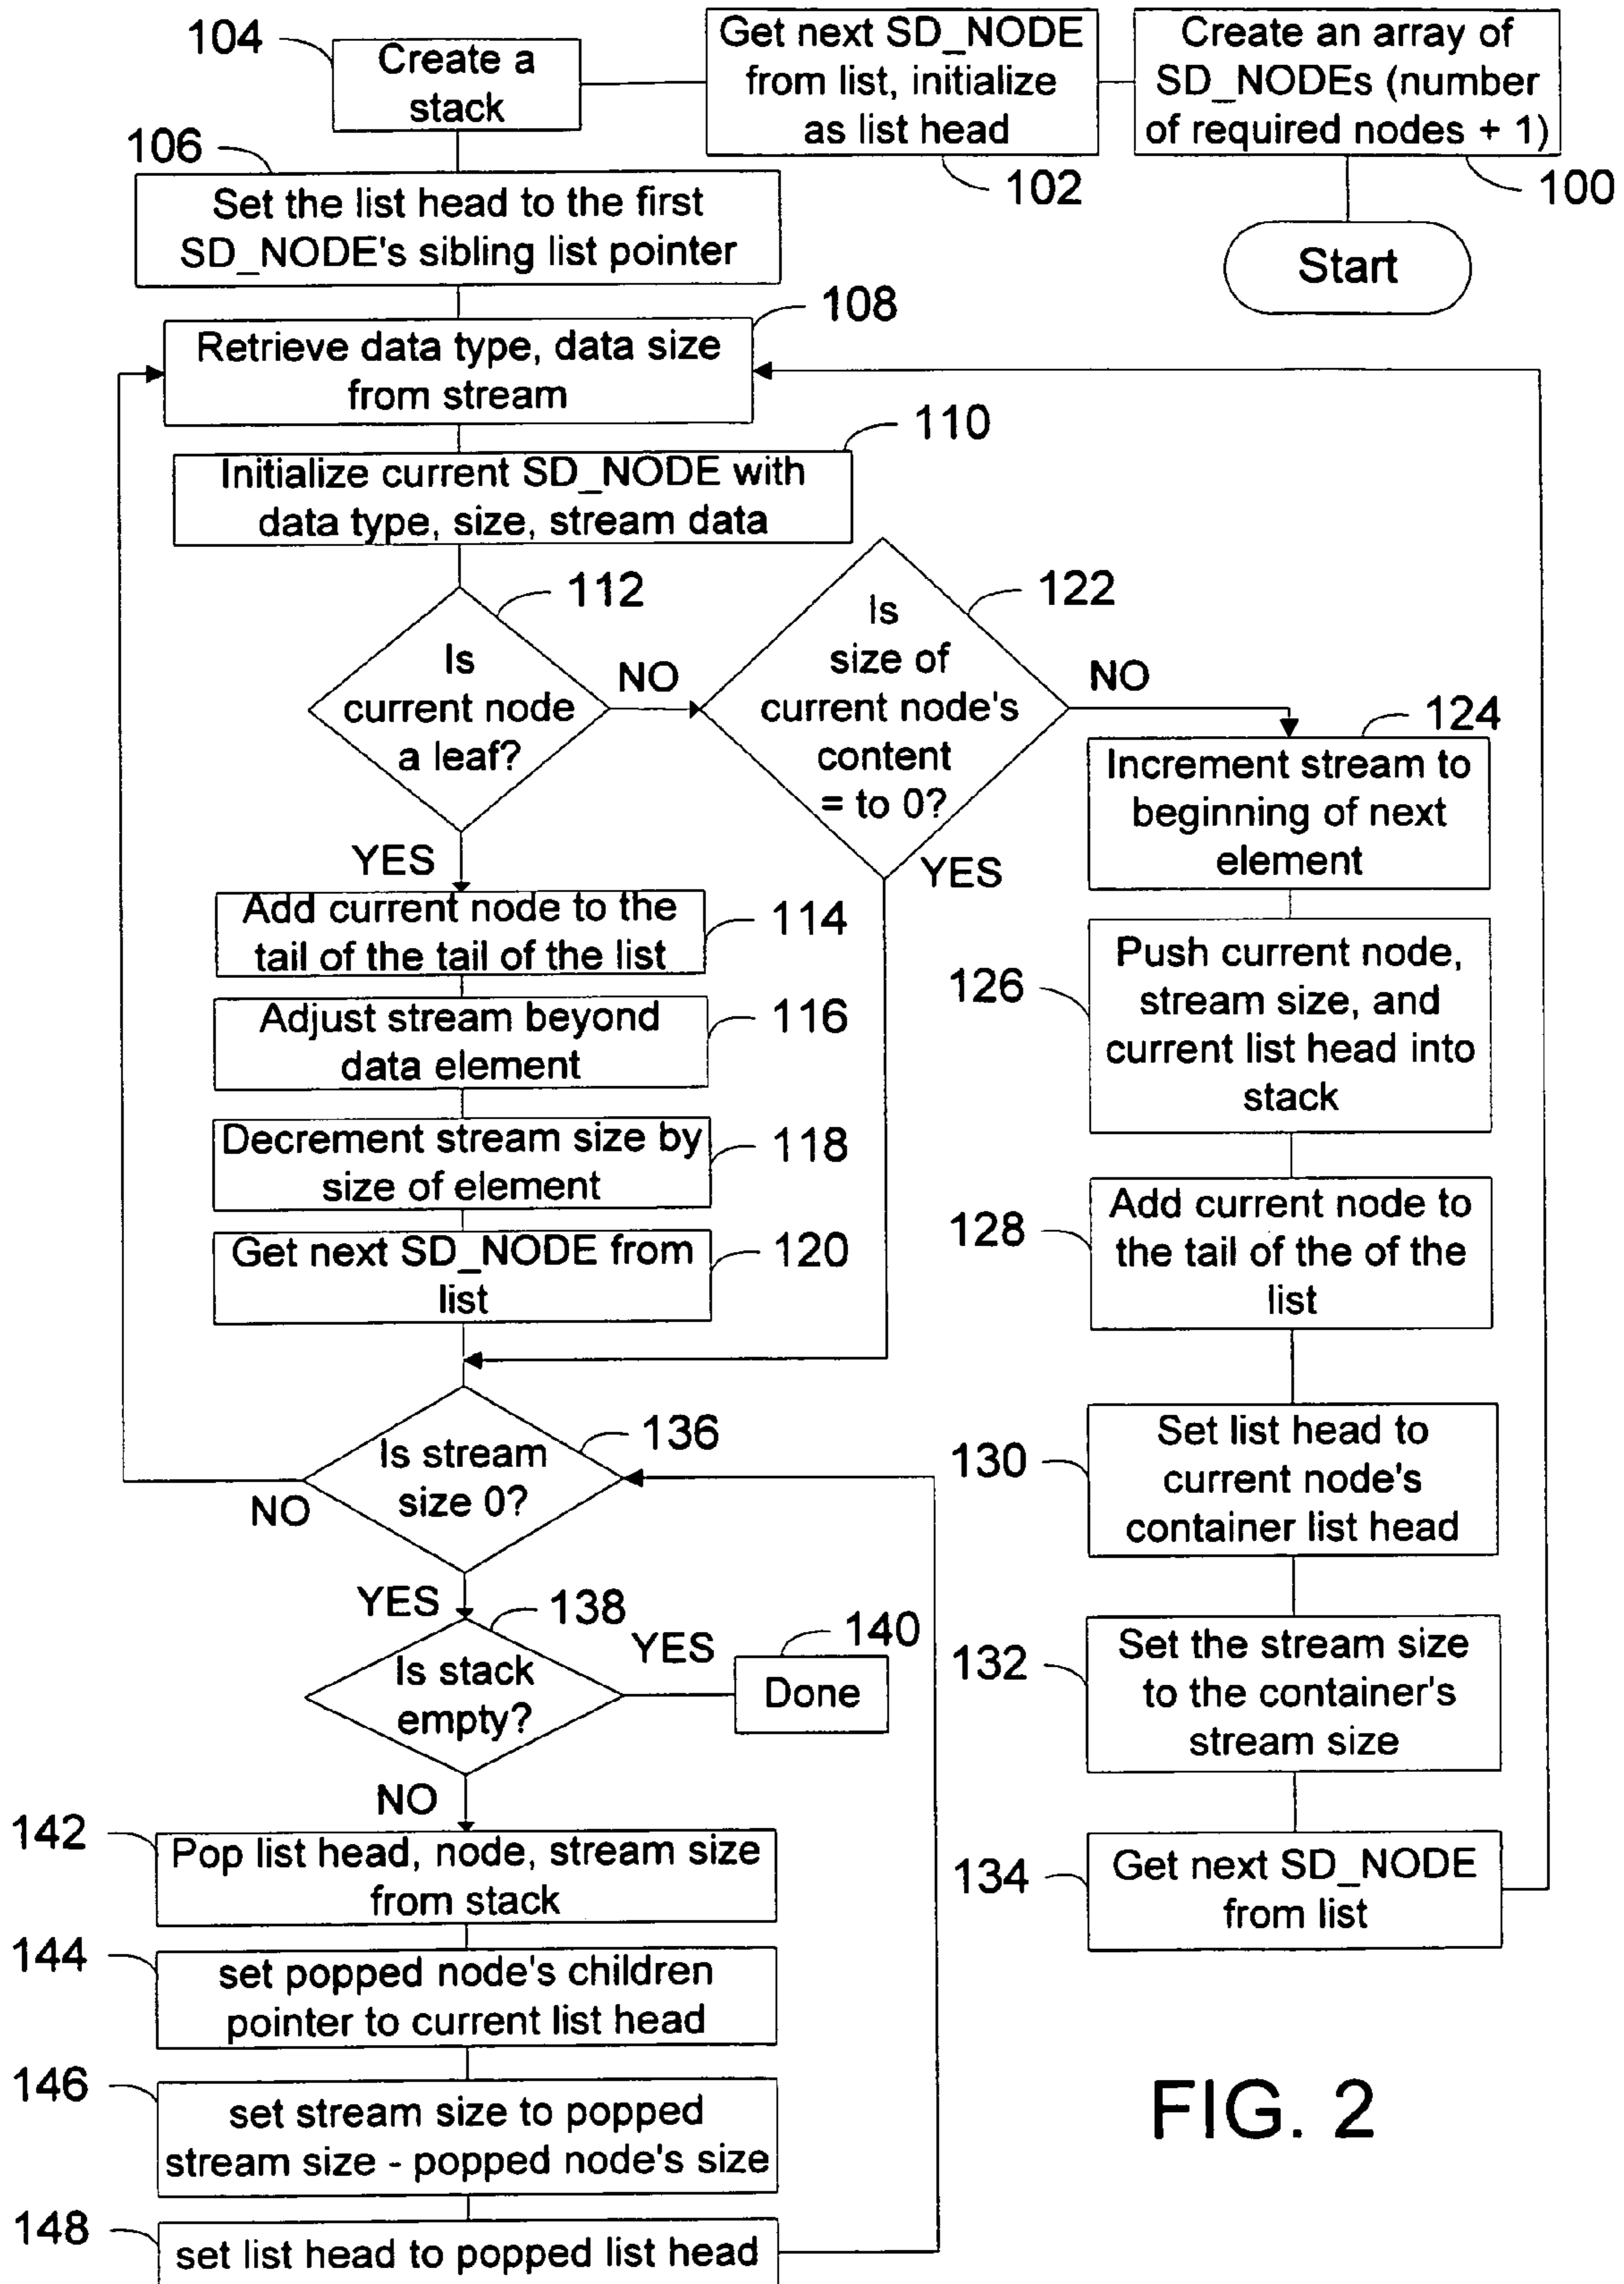 104
Create a
stack
Get next SD_NODE
from list, initialize
as list head
102
Create an array of
SD_NODEs (number
of required nodes + 1)
100
Start
106
Set the list head to the first
SD_NODE's sibling list pointer
108
Retrieve data type, data size
from stream
110
Initialize current SD_NODE with
data type, size, stream data
112
Is
current node
a leaf?
NO
YES
122
Is
size of
current node's
content
= to 0?
NO
YES
114
Add current node to the
tail of the tail of the list
116
Adjust stream beyond
data element
118
Decrement stream size by
size of element
120
Get next SD_NODE from
list
124
Increment stream to
beginning of next
element
126
Push current node,
stream size, and
current list head into
stack
128
Add current node to
the tail of the of the
list
130
Set list head to
current node's
container list head
132
Set the stream size
to the container's
stream size
134
Get next SD_NODE
from list
136
Is stream
size 0?
NO
YES
138
Is stack
empty?
YES
140
Done
NO
142
Pop list head, node, stream size
from stack
144
set popped node's children
pointer to current list head
146
set stream size to popped
stream size - popped node's size
148
set list head to popped list head
FIG. 2